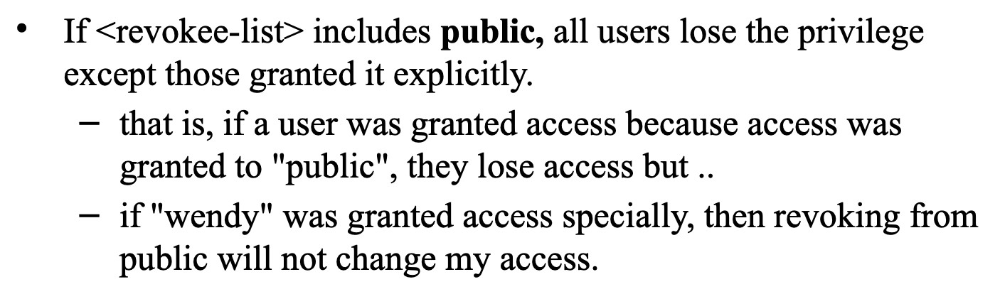 • If <revokee-list> includes public, all users lose the privilege
except those granted it explicitly.
– that is, if a user was granted access because access was
granted to "public", they lose access but ..
– if "wendy" was granted access specially, then revoking from
public will not change my access.